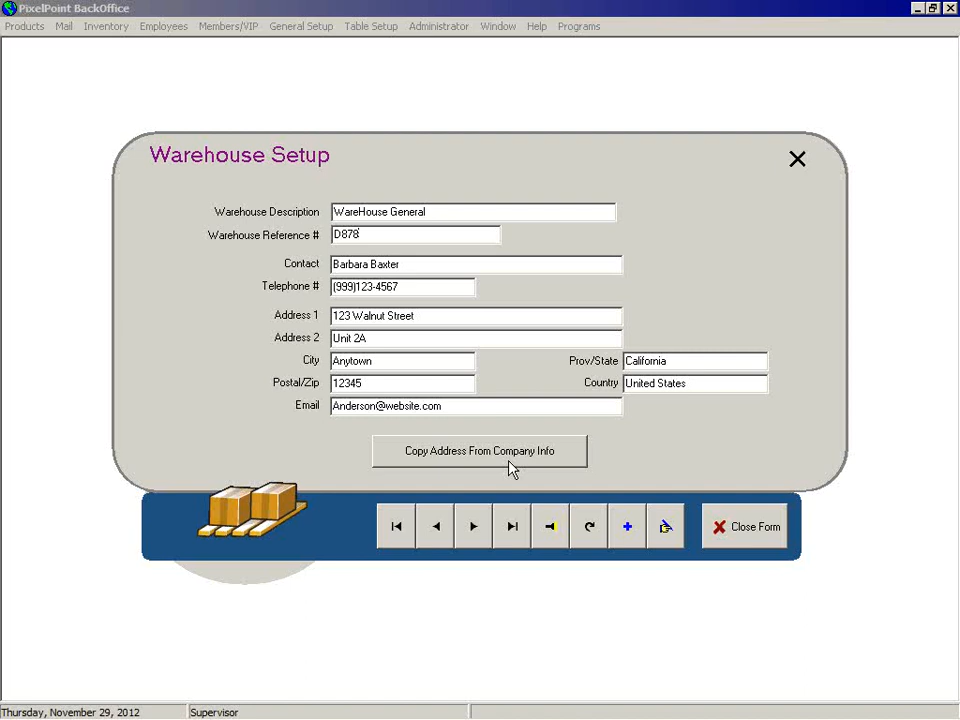 PixelPoint BackOffice
Products Mail Inventory Employees Members/VIP General Setup Table Setup Administrator Window Help Programs
Warehouse Setup
Warehouse Description WareHouse General
Warehouse Reference # D878
Contact Barbara Baxter
Telephone # (999)123-4567
Address 1 123 Walnut Street
Address 2 Unit 2A
City Anytown Prov/State California
Postal/Zip 12345 Country United States
Email Anderson@website.com
Copy Address From Company Info
Close Form
Thursday, November 29, 2012 Supervisor